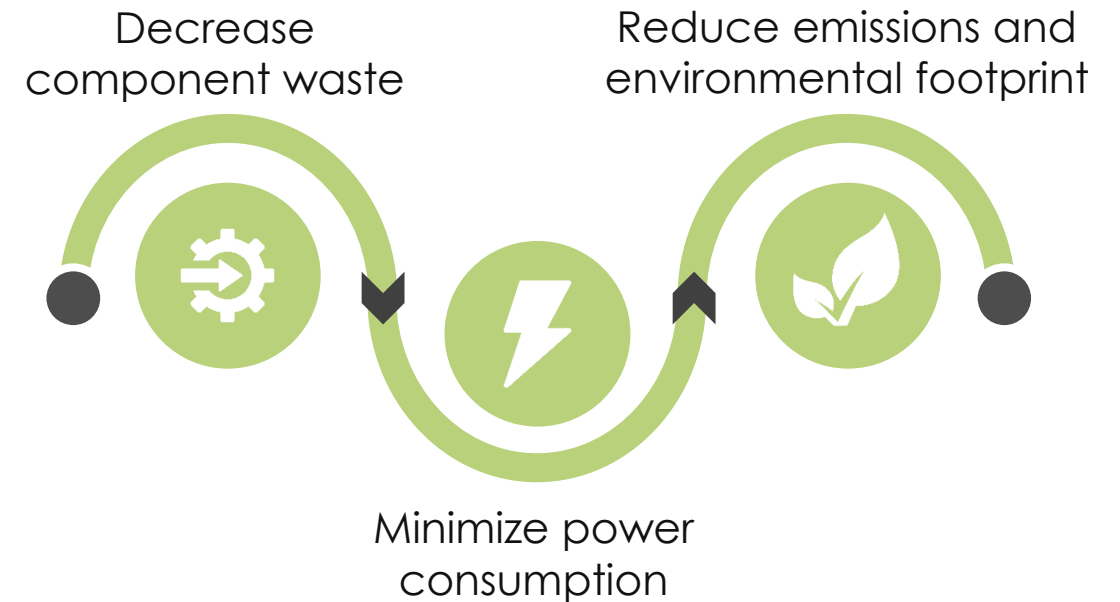 Decrease
component waste
Minimize power
consumption
Reduce emissions and
environmental footprint